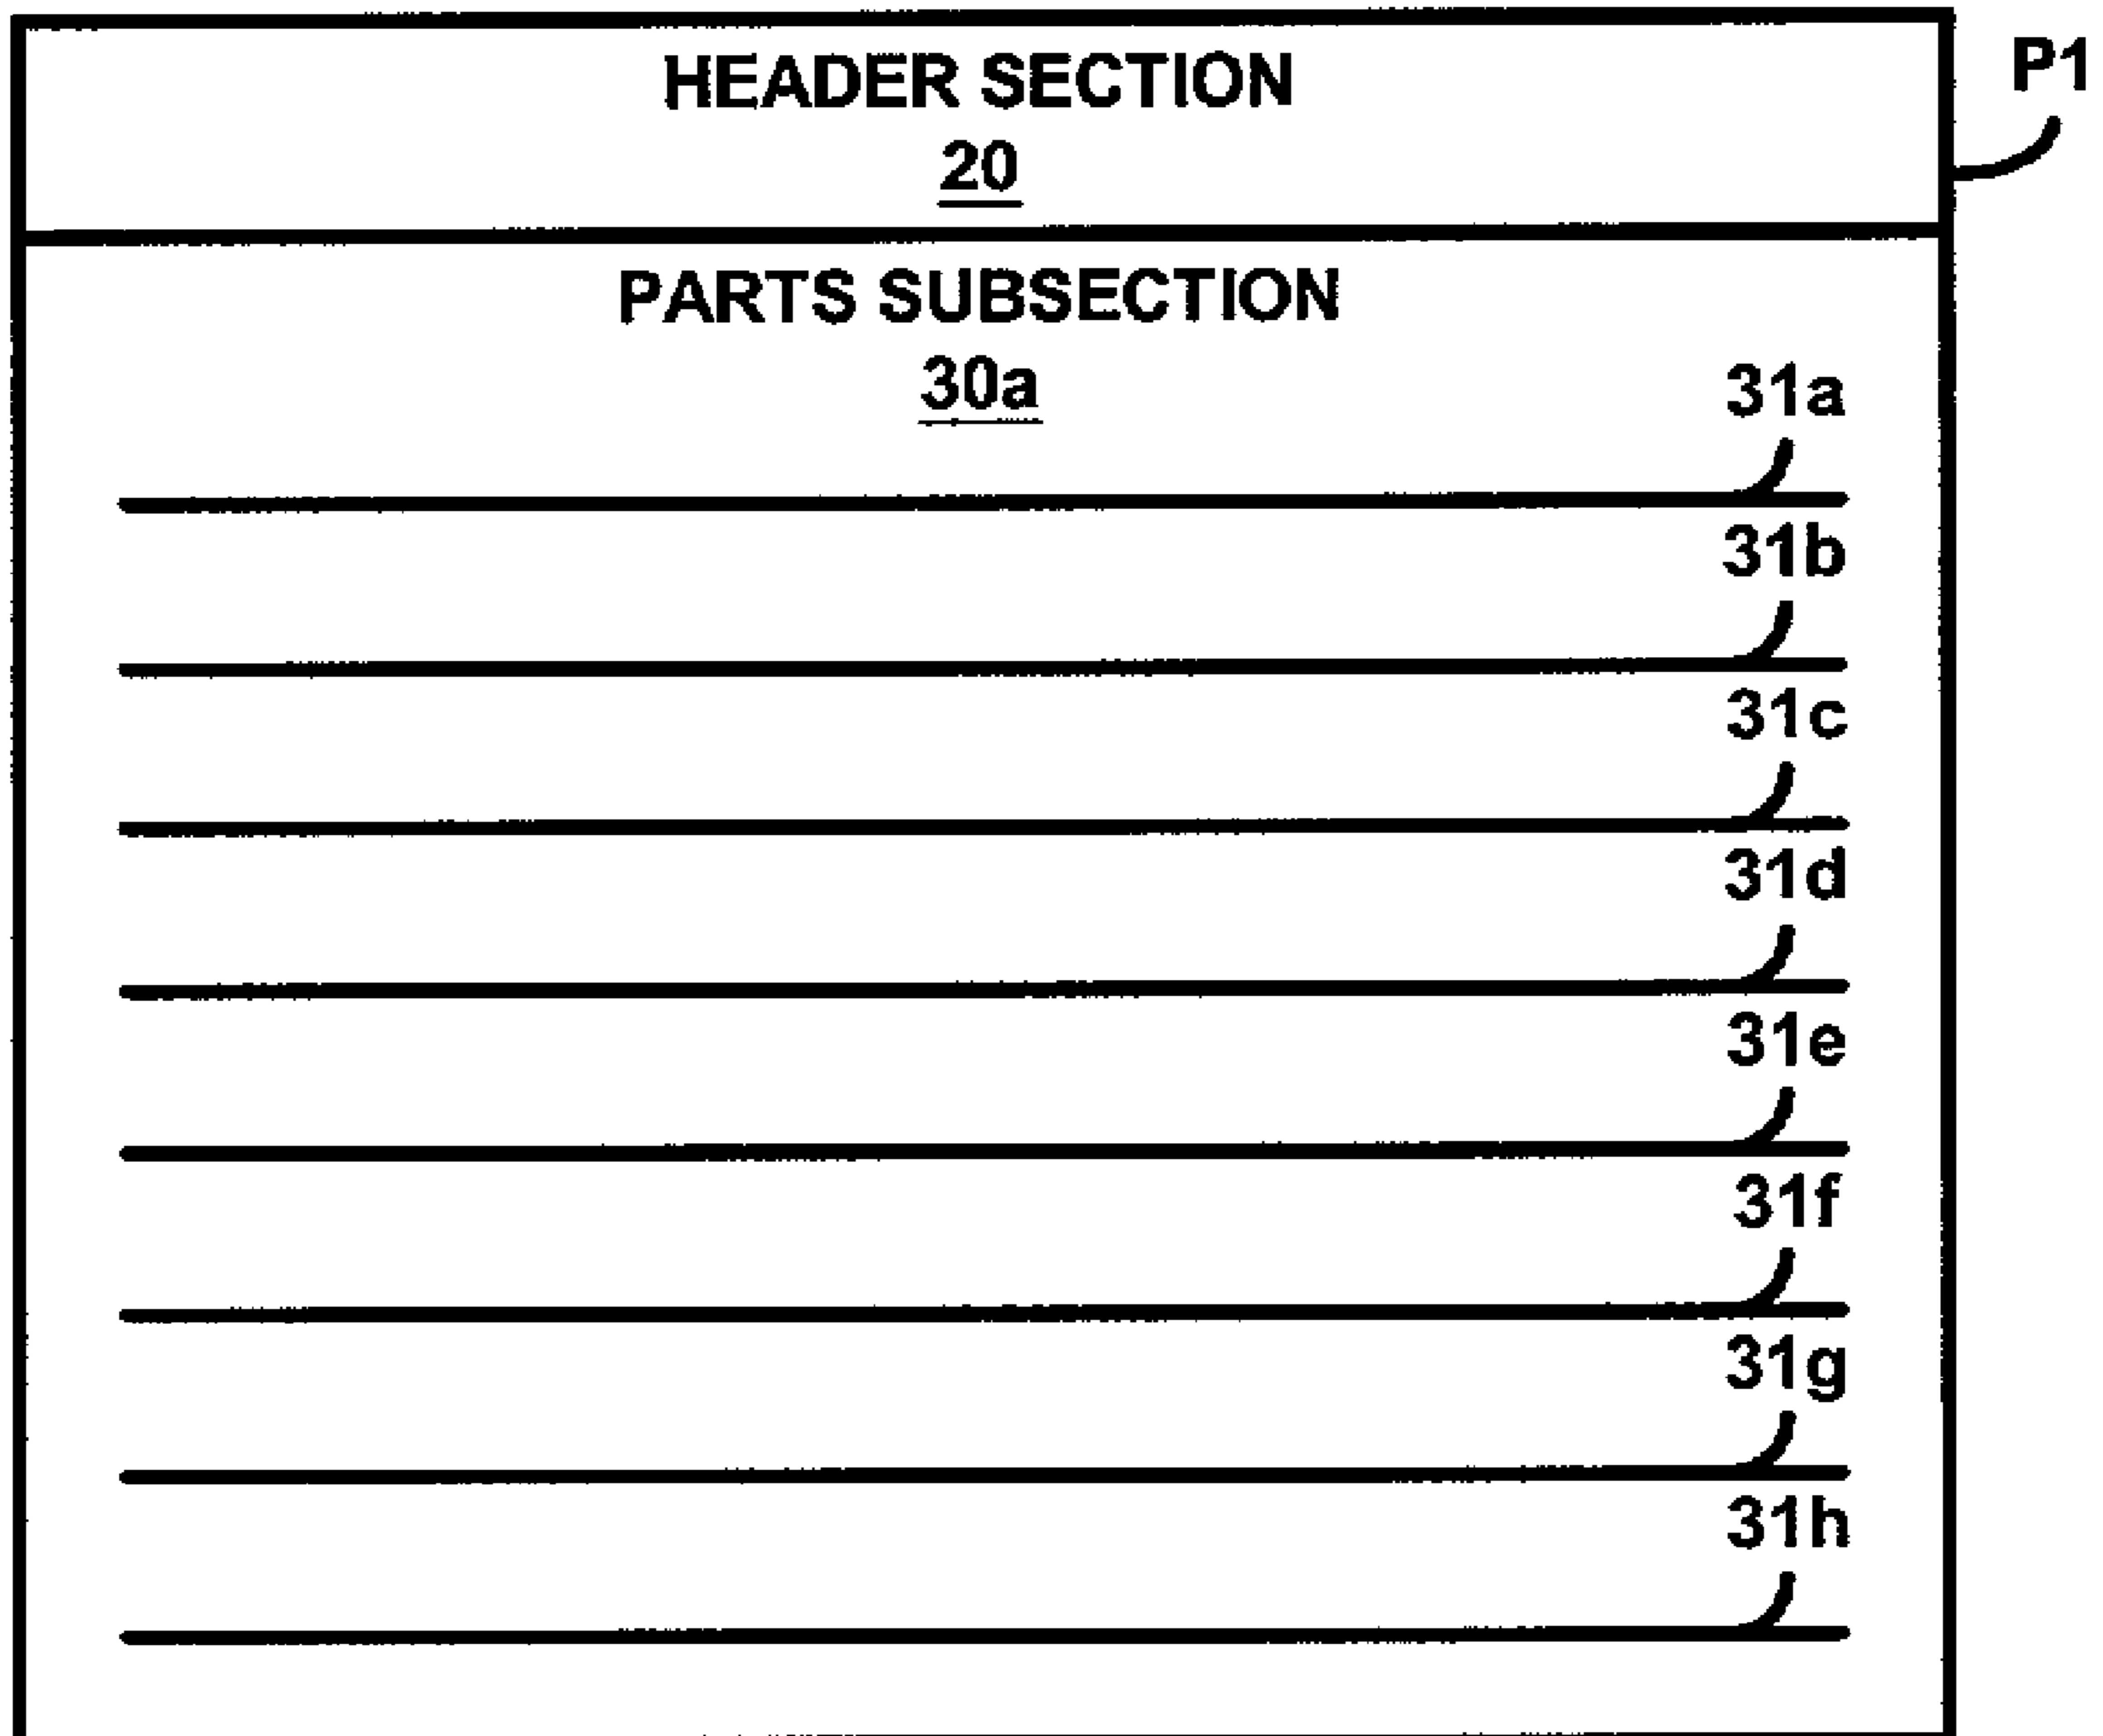 HEADER SECTION
P1
20
PARTS SUBSECTION
30a
31a
31b
31c
31d
31e
31f
31g
31h